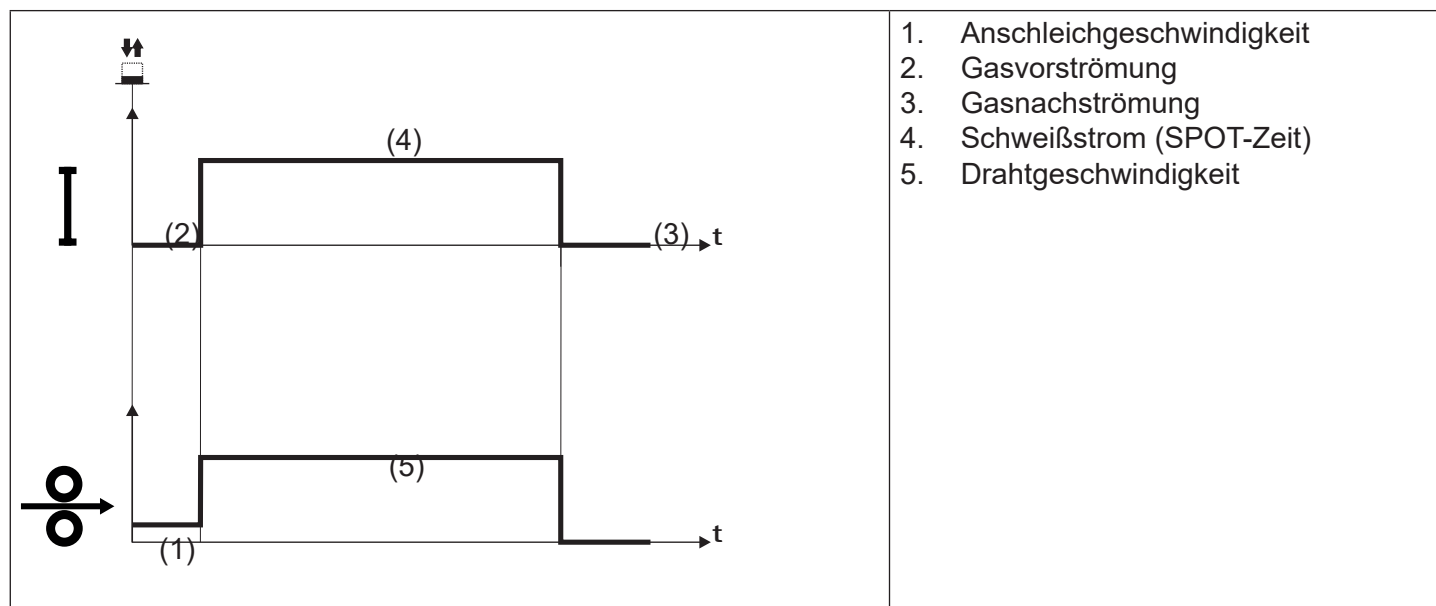 (4)
I
(2)
(3)
t
(5)
t
(1)
1. Anschleichgeschwindigkeit
2. Gasvorströmung
3. Gasnachströmung
4. Schweißstrom (SPOT-Zeit)
5. Drahtgeschwindigkeit